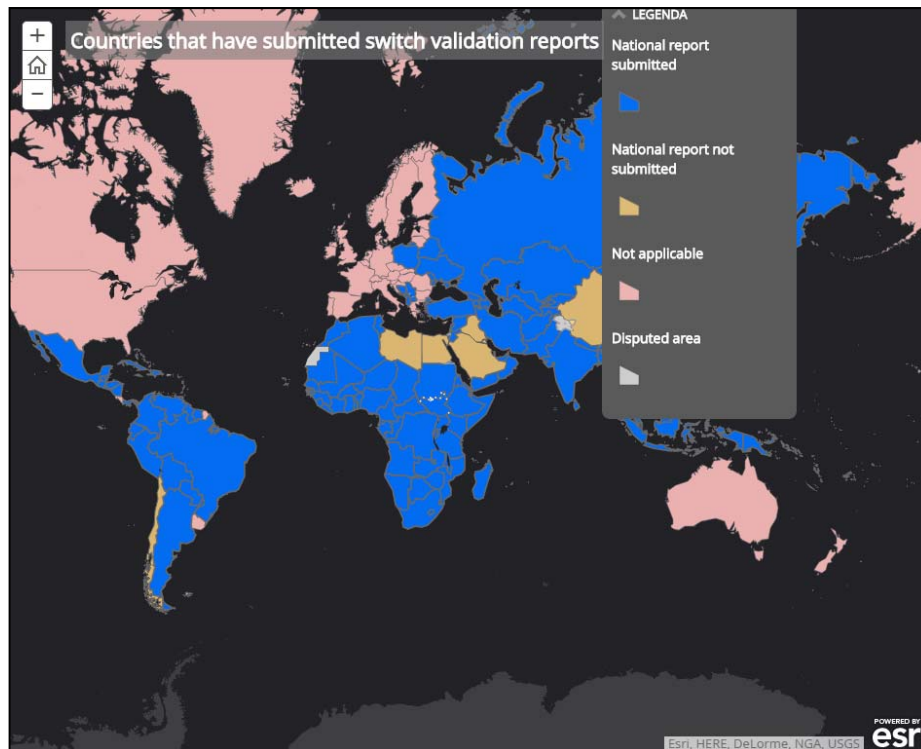 +
Countries that have submitted switch validation reports
−
LEGENDA
National report
submitted
National report not
submitted
Not applicable
Disputed area
Esri, HERE, DeLorme, NGA, USGS
POWERED BY
esri